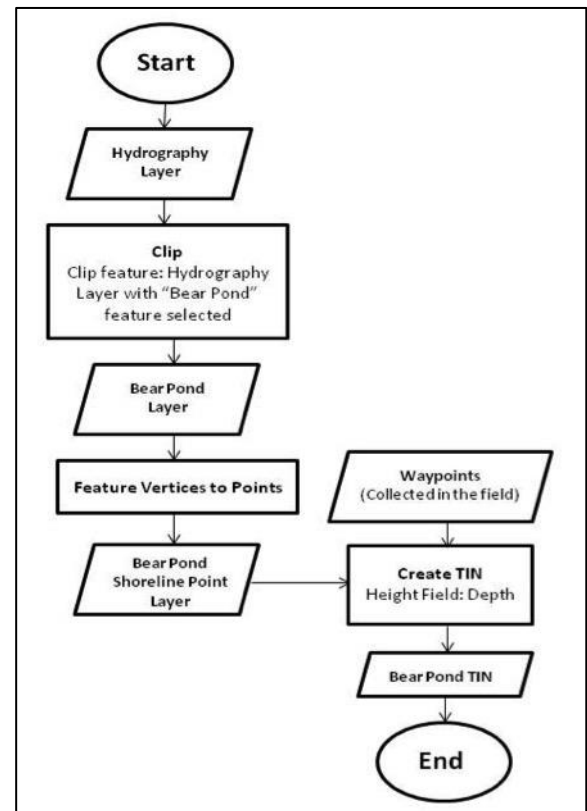 Start
Hydrography
Layer
Clip
Clip feature: Hydrography
Layer with “Bear Pond”
feature selected
Bear Pond
Layer
Feature Vertices to Points
Bear Pond
Shoreline Point
Layer
Waypoints
(Collected in the field)
Create TIN
Height Field: Depth
Bear Pond TIN
End